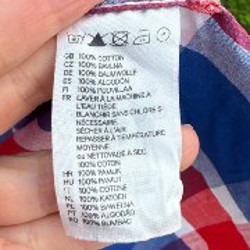 GB 100% COTTON
CZ 100% BAVLNA
DE 100% BAUMWOLLE
ES 100% ALGODÓN
FI 100% PUUVILLAA
FR LAVER À LA MACHINE À
L'EAU TIÈDE
BLANCHIR SANS CHLORE SI
NÉCESSAIRE
SÉCHER À L'AIR
REPASSER À TEMPÉRATURE
MOYENNE
ou NETTOYAGE À SEC
100% COTON
HR 100% PAMUK
HU 100% PAMUT
IT 100% COTONE
NL 100% KATOEN
PL 100% BAWEŁNA
PT 100% ALGODÃO
RO 100% BUMBAC